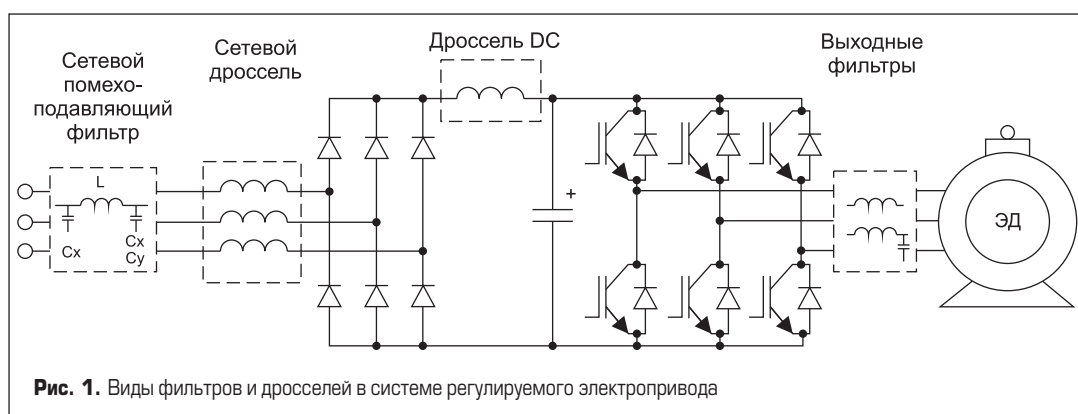 Сетевой
помехо-
подавляющий
фильтр
Сетевой
дроссель
Дроссель DC
Выходные
фильтры
L
Cx
Cx
Cy
+
ЭД
Рис. 1. Виды фильтров и дросселей в системе регулируемого электропривода